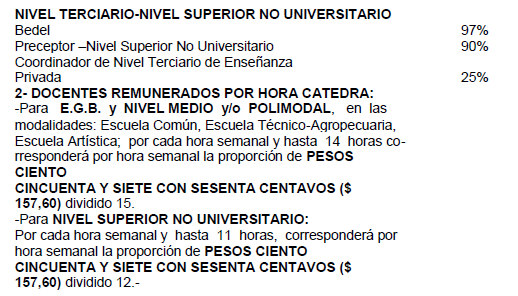 NIVEL TERCIARIO-NIVEL SUPERIOR NO UNIVERSITARIO
Bedel 97%
Preceptor –Nivel Superior No Universitario 90%
Coordinador de Nivel Terciario de Enseñanza
Privada 25%
2- DOCENTES REMUNERADOS POR HORA CATEDRA:
-Para E.G.B. y NIVEL MEDIO y/o POLIMODAL, en las
modalidades: Escuela Común, Escuela Técnico-Agropecuaria,
Escuela Artística; por cada hora semanal y hasta 14 horas co-
rresponderá por hora semanal la proporción de PESOS
CIENTO
CINCUENTA Y SIETE CON SESENTA CENTAVOS ($
157,60) dividido 15.
-Para NIVEL SUPERIOR NO UNIVERSITARIO:
Por cada hora semanal y hasta 11 horas, corresponderá por
hora semanal la proporción de PESOS CIENTO
CINCUENTA Y SIETE CON SESENTA CENTAVOS ($
157,60) dividido 12.-